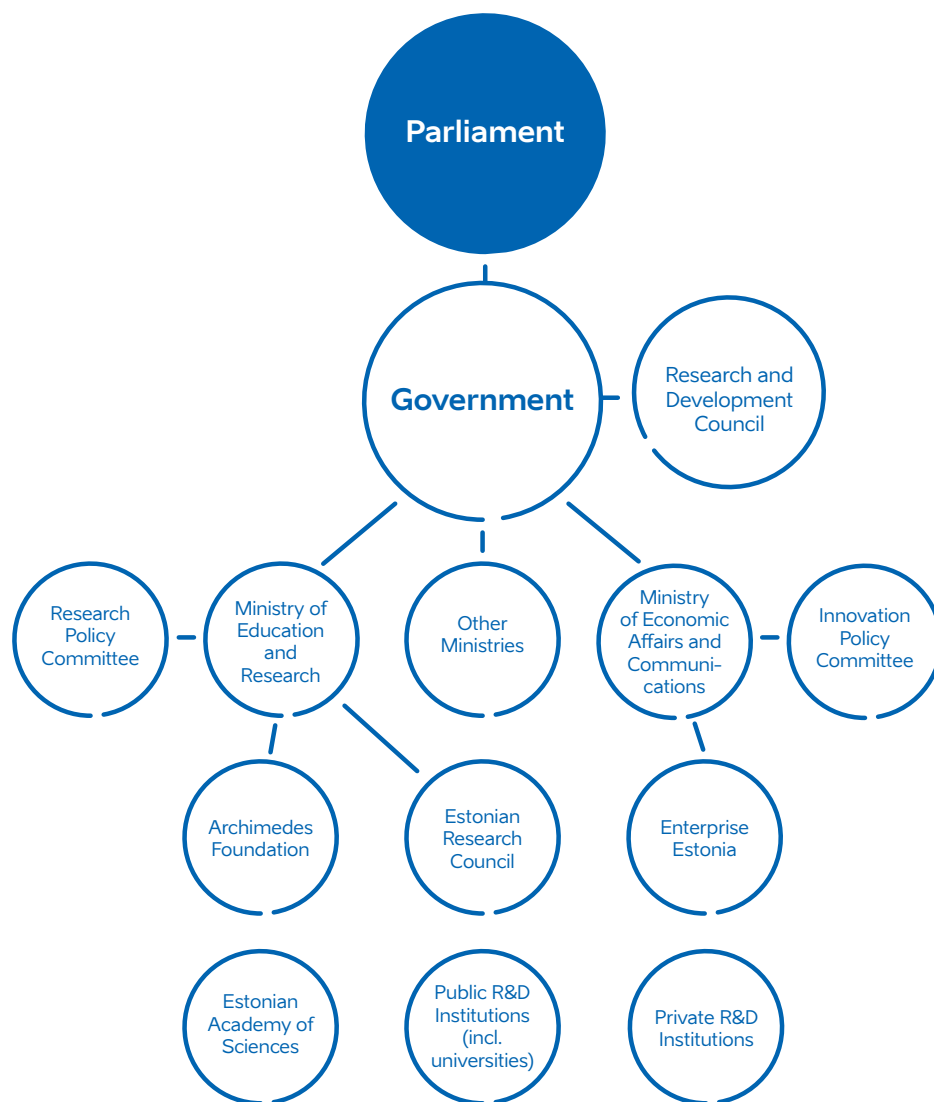 Parliament
Government
Research and
Development
Council
Research
Policy
Committee
Ministry of
Education
and
Research
Other
Ministries
Ministry
of Economic
Affairs and
Communi-
cations
Innovation
Policy
Committee
Archimedes
Foundation
Estonian
Research
Council
Enterprise
Estonia
Estonian
Academy of
Sciences
Public R&D
Institutions
(incl.
universities)
Private R&D
Institutions